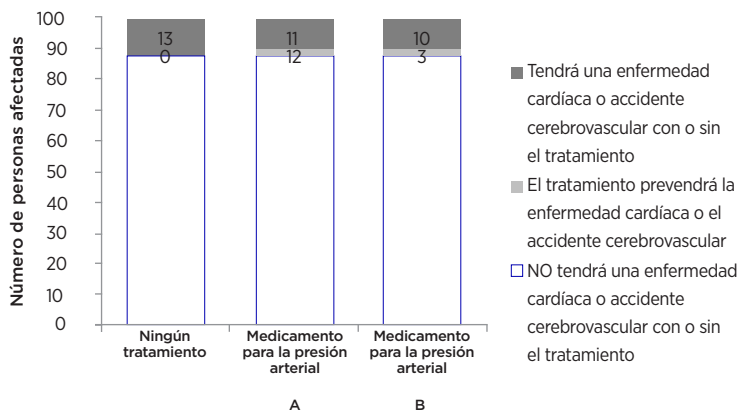 Número de personas afectadas
100
90
80
70
60
50
40
30
20
10
0
13
0
11
12
10
3
Ningún
tratamiento
Medicamento
para la presión
arterial
A
Medicamento
para la presión
arterial
B
Tendrá una enfermedad
cardíaca o accidente
cerebrovascular con o sin
el tratamiento
El tratamiento prevendrá la
enfermedad cardíaca o el
accidente cerebrovascular
NO tendrá una enfermedad
cardíaca o accidente
cerebrovascular con o sin
el tratamiento